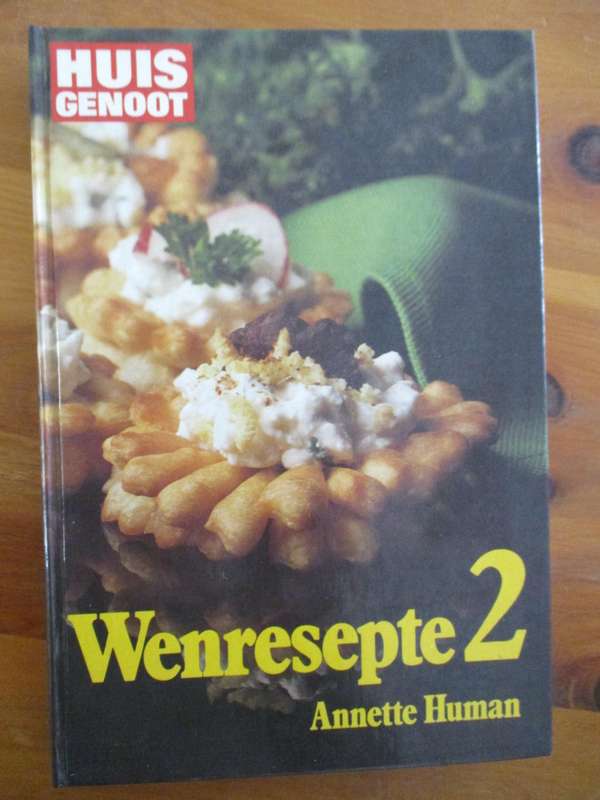 HUIS
GENOOT
Wenresepte 2
Annette Human